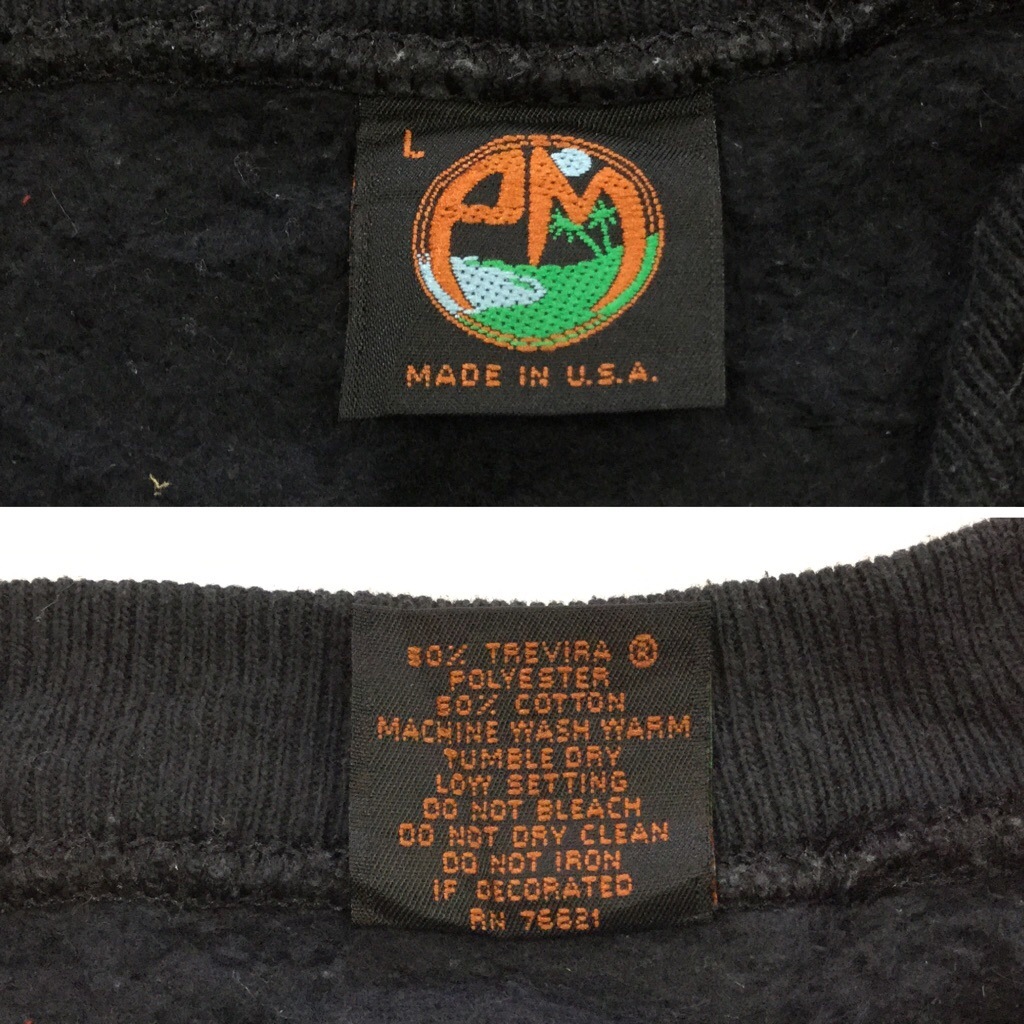 L
PM
MADE IN U.S.A.
50% TREVIRA ®
POLYESTER
50% COTTON
MACHINE WASH WARM
TUMBLE DRY
LOW SETTING
DO NOT BLEACH
DO NOT DRY CLEAN
DO NOT IRON
IF DECORATED
RN 76821